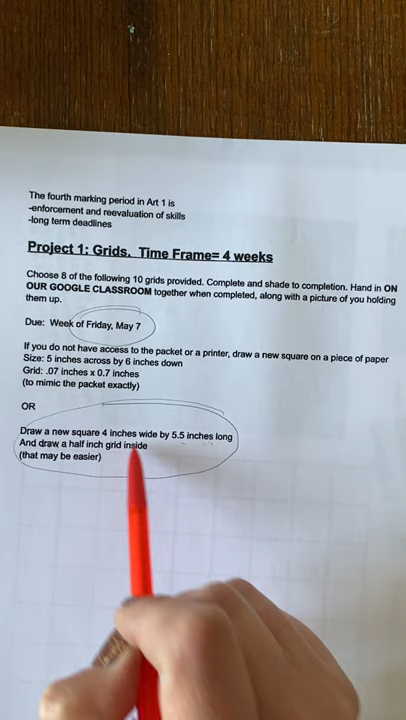 The fourth marking period in Art 1 is
-enforcement and reevaluation of skills
-long term deadlines
Project 1: Grids. Time Frame= 4 weeks
Choose 8 of the following 10 grids provided. Complete and shade to completion. Hand in ON
OUR GOOGLE CLASSROOM together when completed, along with a picture of you holding
them up.
Due: Week of Friday, May 7
If you do not have access to the packet or a printer, draw a new square on a piece of paper
Size: 5 inches across by 6 inches down
Grid: .07 inches x 0.7 inches
(to mimic the packet exactly)
OR
Draw a new square 4 inches wide by 5.5 inches long
And draw a half inch grid inside
(that may be easier)